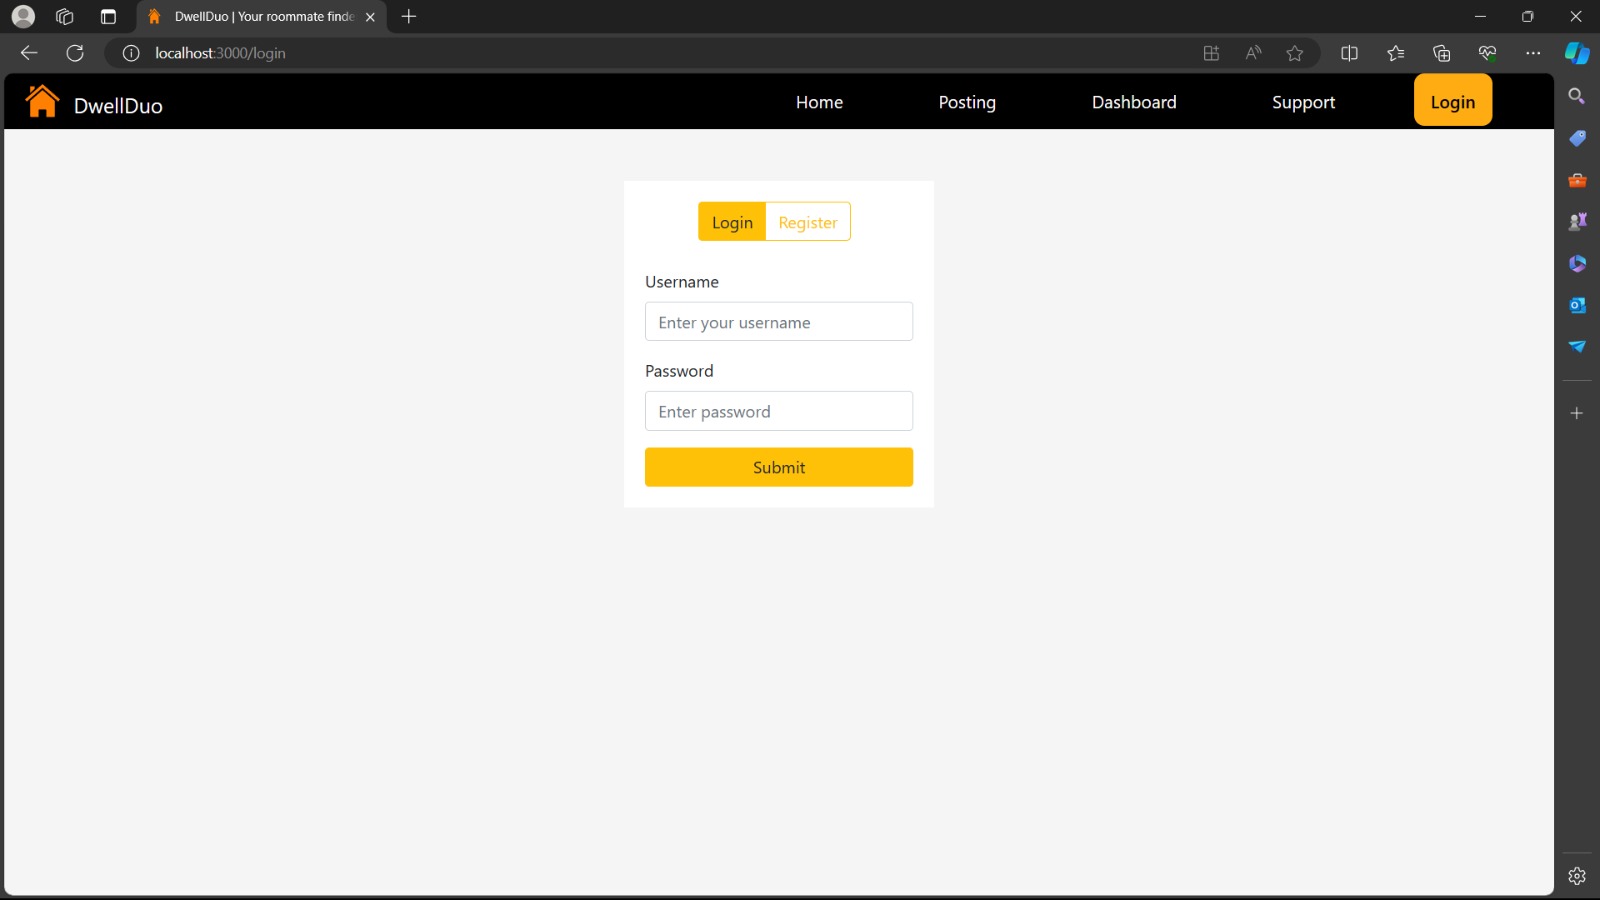 DwellDuo | Your roommate finde
localhost:3000/login
DwellDuo
Home
Posting
Dashboard
Support
Login
Login
Register
Username
Enter your username
Password
Enter password
Submit